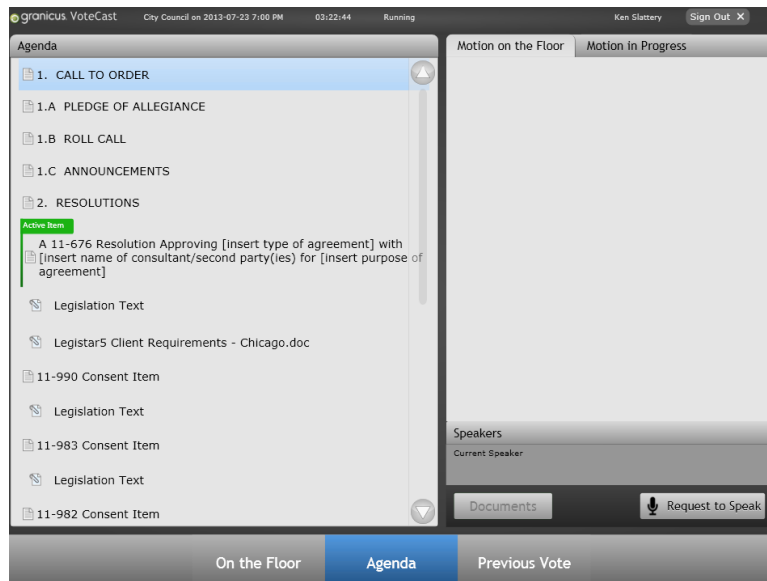 granicus VoteCast City Council on 2013-07-23 7:00 PM 03:22:44 Running Ken Slattery Sign Out X
Agenda
1. CALL TO ORDER
1.A PLEDGE OF ALLEGIANCE
1.B ROLL CALL
1.C ANNOUNCEMENTS
2. RESOLUTIONS
Active Item
A 11-676 Resolution Approving [insert type of agreement] with
[insert name of consultant/second party(ies) for [insert purpose of
agreement]
Legislation Text
Legistar5 Client Requirements - Chicago.doc
11-990 Consent Item
Legislation Text
11-983 Consent Item
Legislation Text
11-982 Consent Item
Motion on the Floor Motion in Progress
Speakers
Current Speaker
Documents Request to Speak
On the Floor Agenda Previous Vote